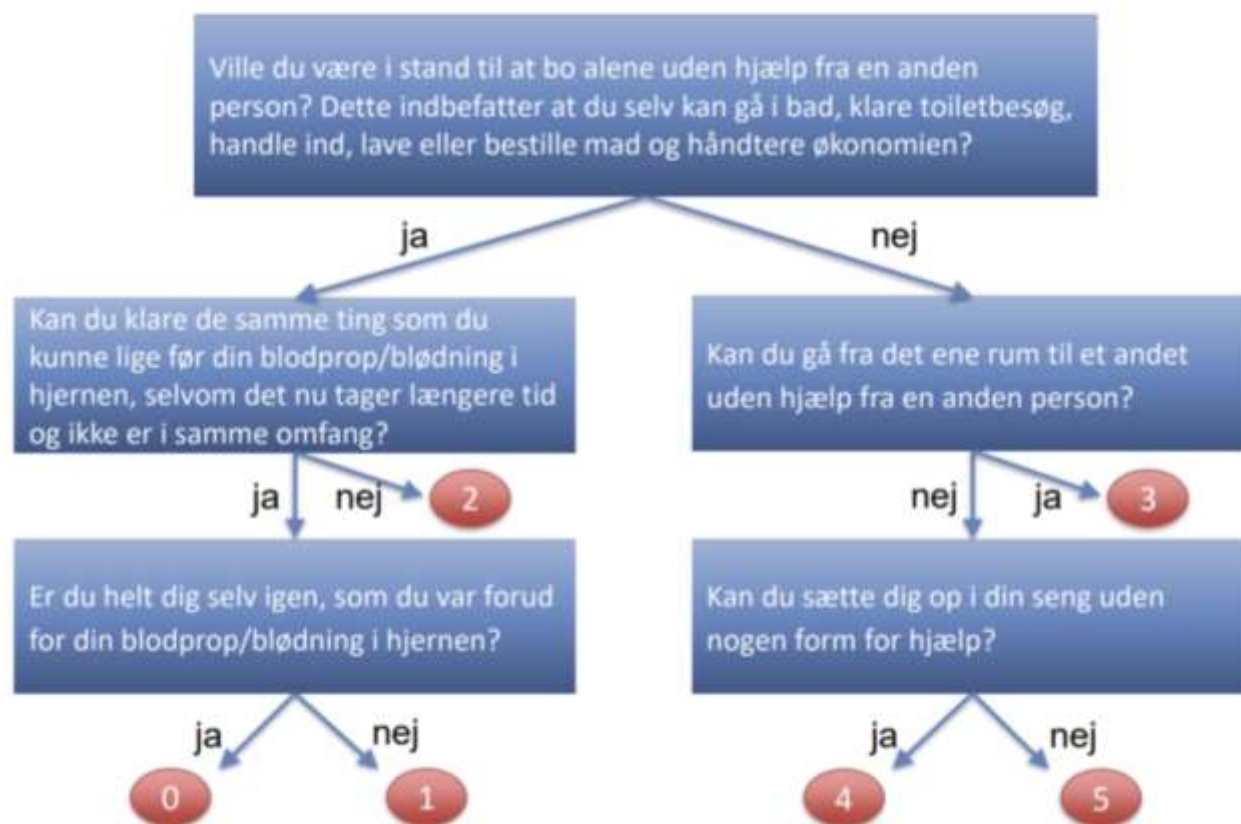 Ville du være i stand til at bo alene uden hjælp fra en anden
person? Dette indbefatter at du selv kan gå i bad, klare toiletbesøg,
handle ind, lave eller bestille mad og håndtere økonomien?
ja
nej
Kan du klare de samme ting som du
kunne lige før din blodprop/blødning i
hjernen, selvom det nu tager længere tid
og ikke er i samme omfang?
Kan du gå fra det ene rum til et andet
uden hjælp fra en anden person?
ja
nej
2
nej
ja
3
Er du helt dig selv igen, som du var forud
for din blodprop/blødning i hjernen?
Kan du sætte dig op i din seng uden
nogen form for hjælp?
ja
nej
ja
nej
0
1
4
5